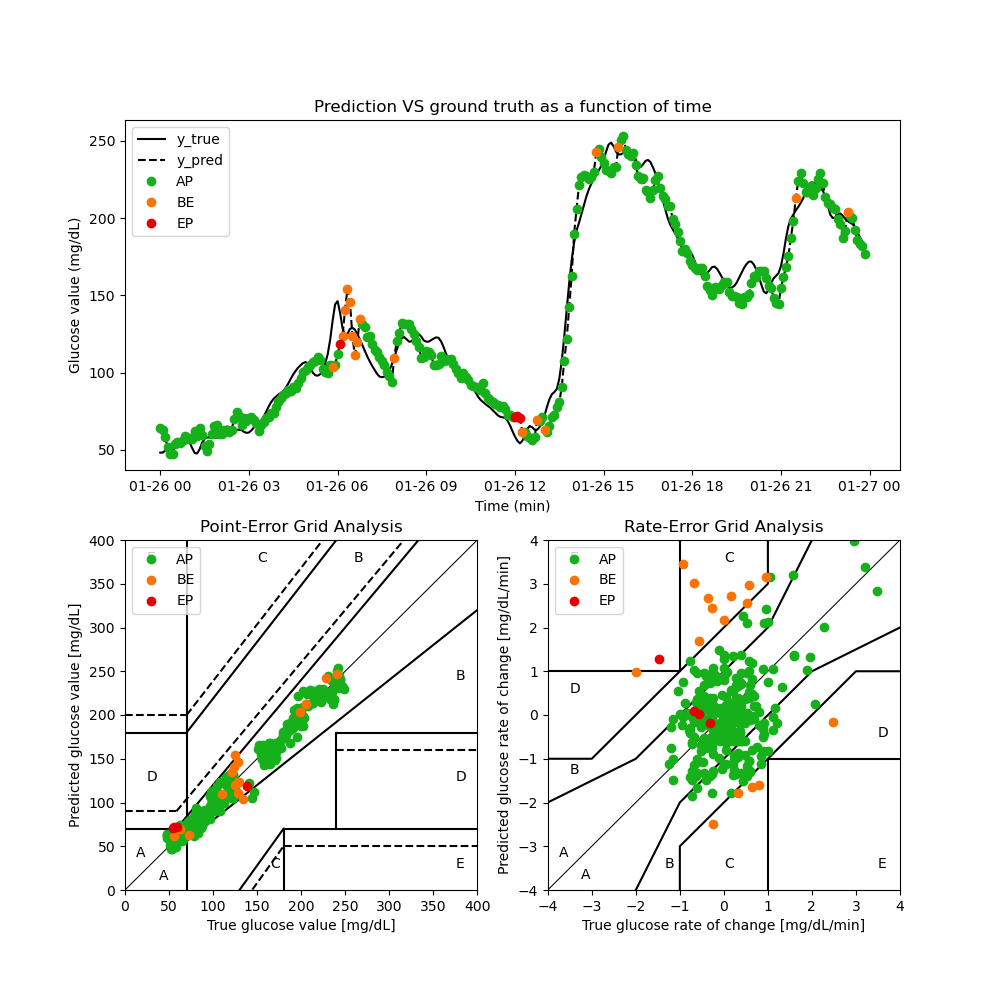 Prediction VS ground truth as a function of time
Glucose value (mg/dL)
250
200
150
100
50
y_true
y_pred
AP
BE
EP
01-26 00 01-26 03 01-26 06 01-26 09 01-26 12 01-26 15 01-26 18 01-26 21 01-27 00
Time (min)
Point-Error Grid Analysis
Predicted glucose value [mg/dL]
400
350
300
250
200
150
100
50
0
AP
BE
EP
C
B
B
D
D
A
A
C
E
0 50 100 150 200 250 300 350 400
True glucose value [mg/dL]
Rate-Error Grid Analysis
Predicted glucose rate of change [mg/dL/min]
4
3
2
1
0
−1
−2
−3
−4
AP
BE
EP
C
D
D
B
A
A
B
C
E
−4 −3 −2 −1 0 1 2 3 4
True glucose rate of change [mg/dL/min]